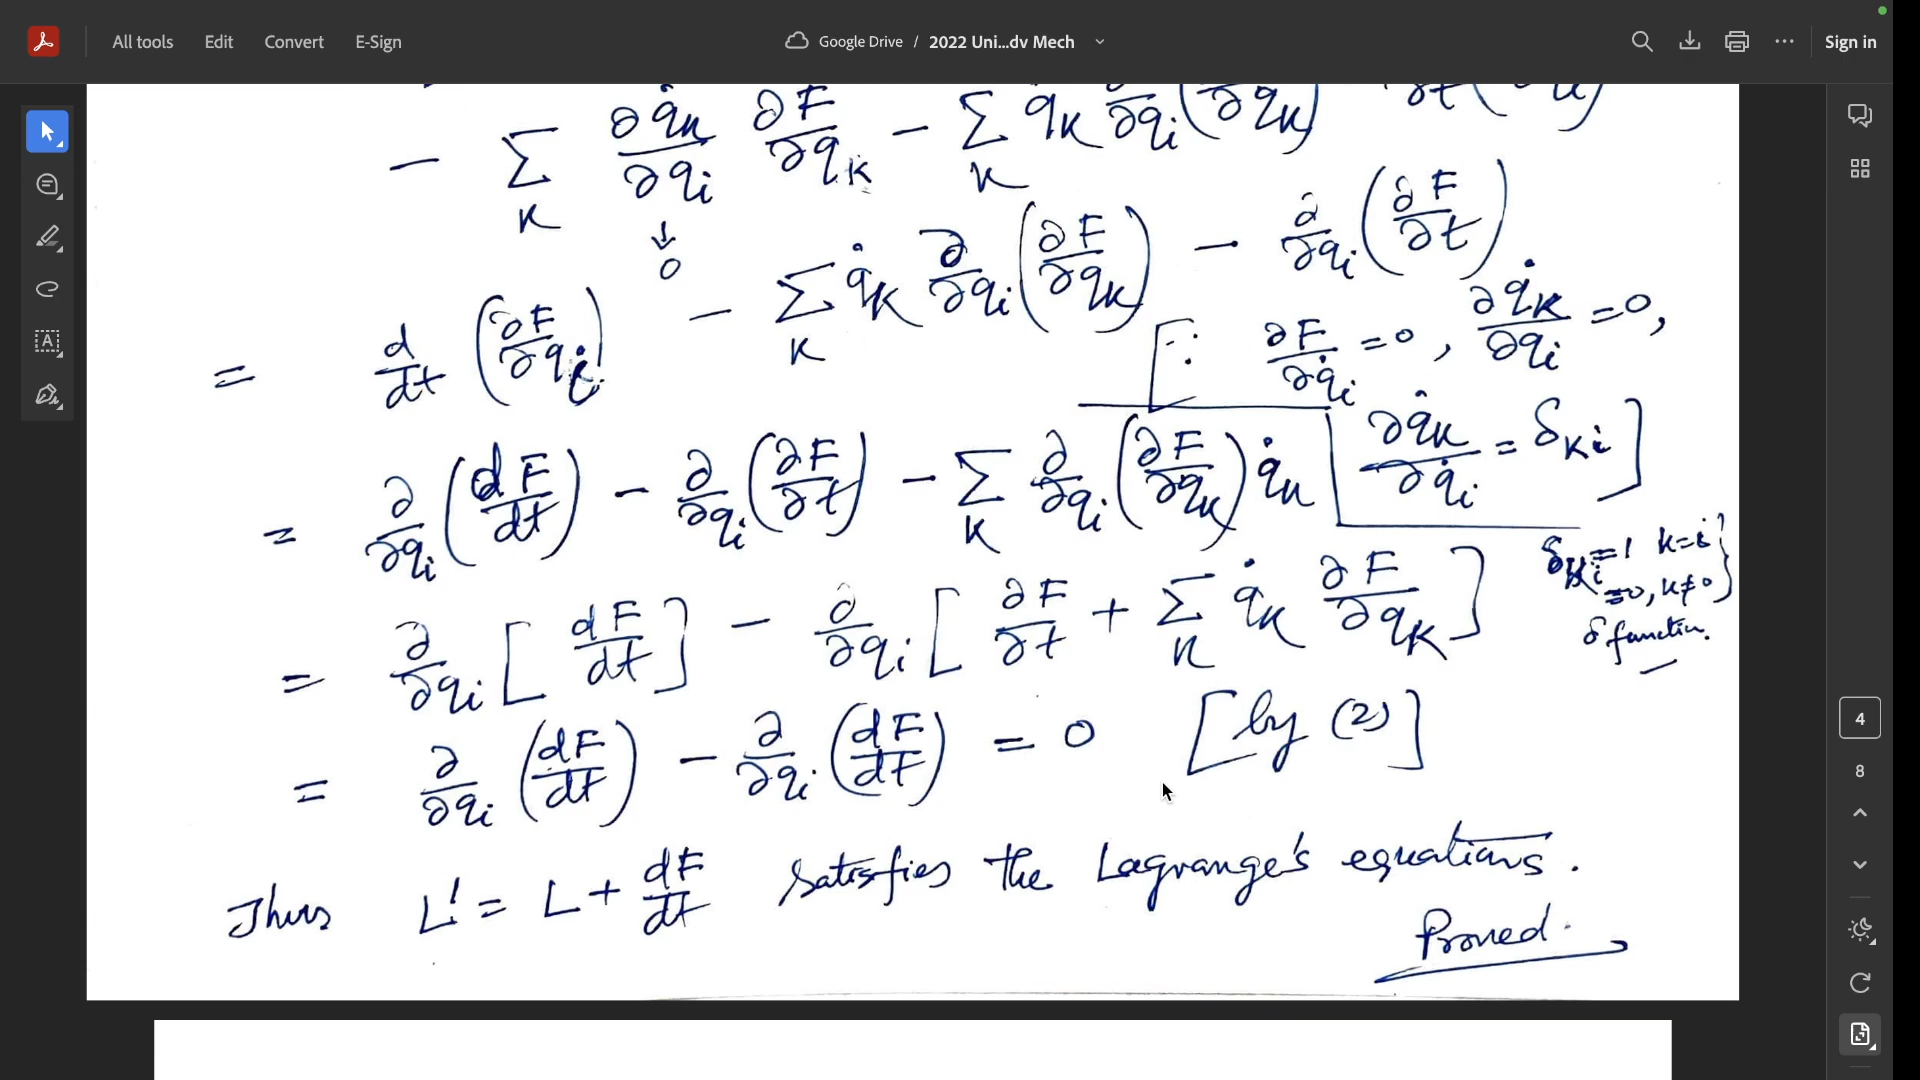 All tools Edit Convert E-Sign Google Drive / 2022 Uni...dv Mech Sign in
− Σ_K ∂q̇_K/∂q_i ∂F/∂q_K − Σ_K q̇_K ∂/∂q_i (∂F/∂q_K)
↓
0
= d/dt (∂F/∂q_i) − Σ_K q̇_K ∂/∂q_i (∂F/∂q_K) − ∂/∂q_i (∂F/∂t)
[∵ ∂F/∂q̇_i = 0, ∂q̇_K/∂q_i = 0,
∂q̇_K/∂q̇_i = δ_Ki]
= ∂/∂q_i (dF/dt) − ∂/∂q_i (∂F/∂t) − Σ_K ∂/∂q_i (∂F/∂q_K) q̇_K
δ_Ki = 1 k=i
=0, k≠0 }
δ function.
= ∂/∂q_i [dF/dt] − ∂/∂q_i [∂F/∂t + Σ_K q̇_K ∂F/∂q_K]
= ∂/∂q_i (dF/dt) − ∂/∂q_i (dF/dt) = 0 [by (2)]
Thus L' = L + dF/dt satisfies the Lagrange's equations.
Proved.
4
8